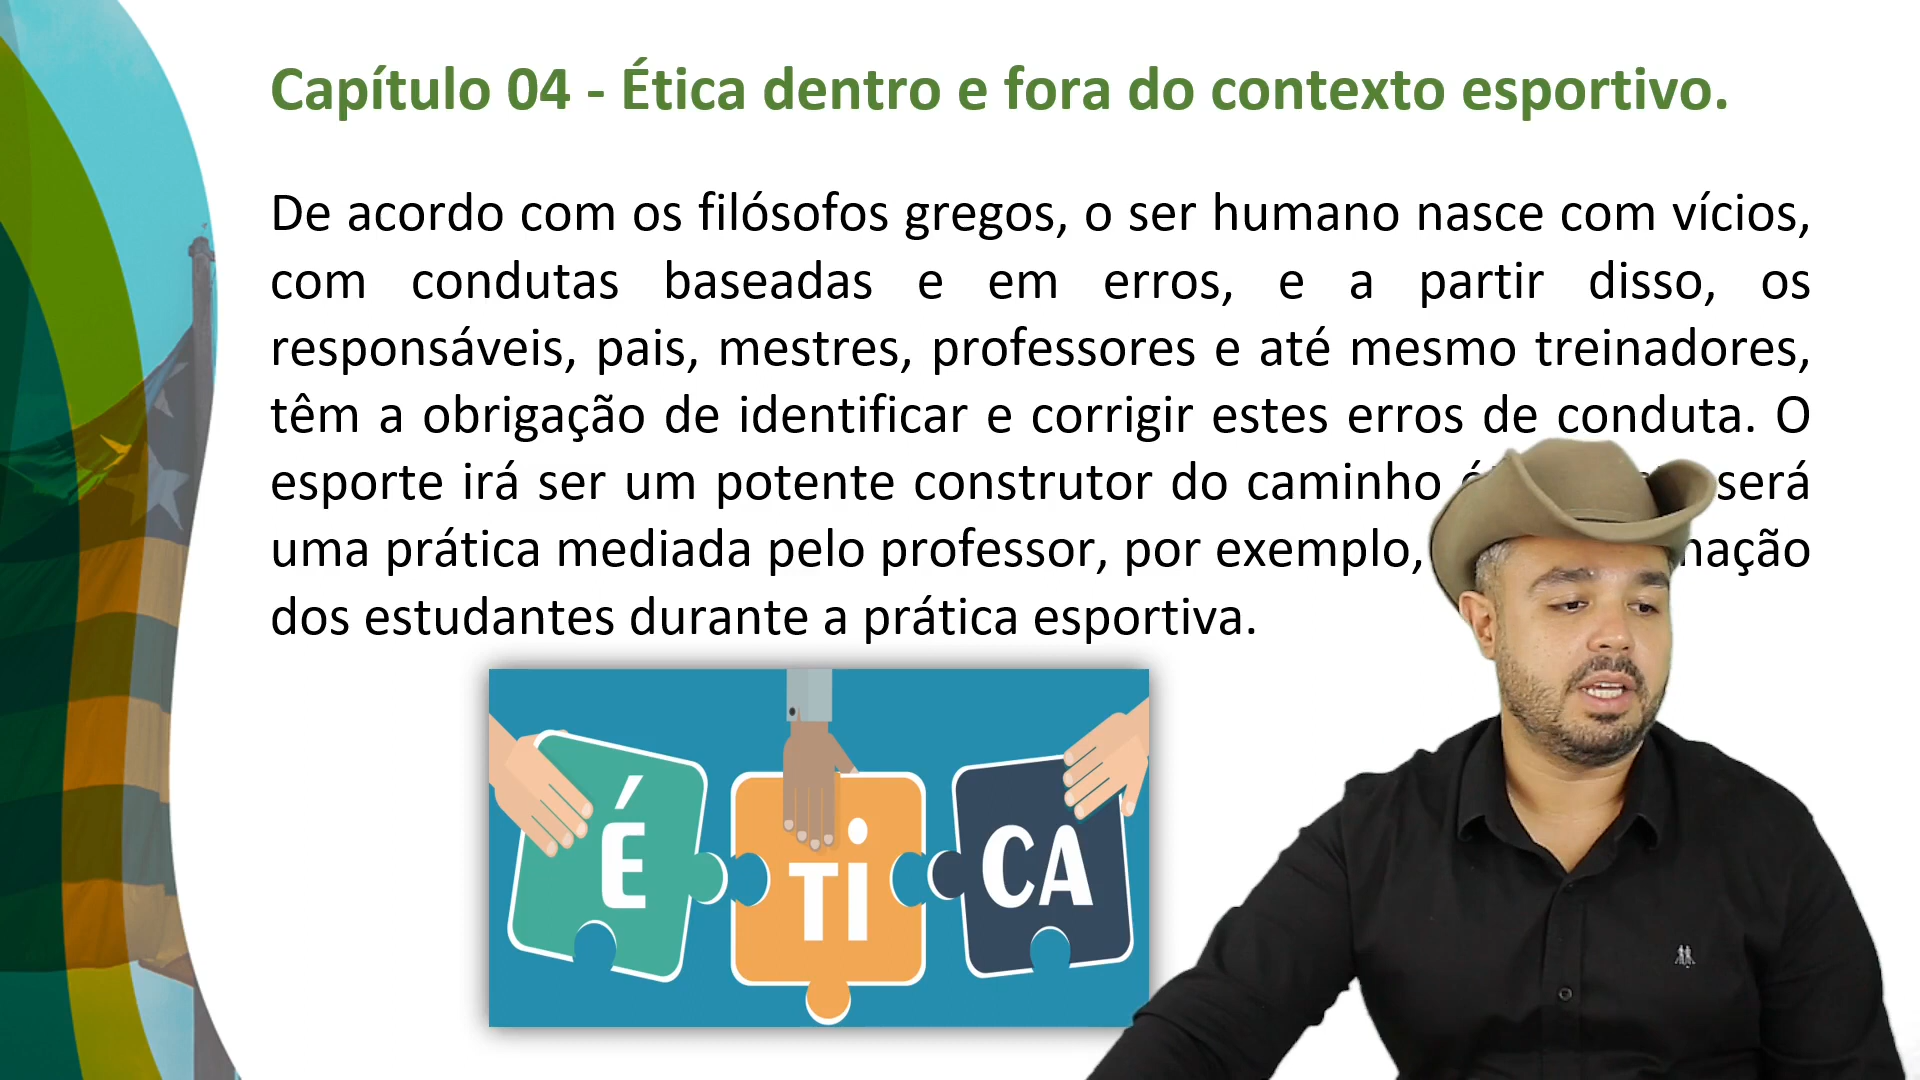 Capítulo 04 - Ética dentro e fora do contexto esportivo.
De acordo com os filósofos gregos, o ser humano nasce com vícios,
com condutas baseadas e em erros, e a partir disso, os
responsáveis, pais, mestres, professores e até mesmo treinadores,
têm a obrigação de identificar e corrigir estes erros de conduta. O
esporte irá ser um potente construtor do caminho será
uma prática mediada pelo professor, por exemplo,
dos estudantes durante a prática esportiva.
É TI CA